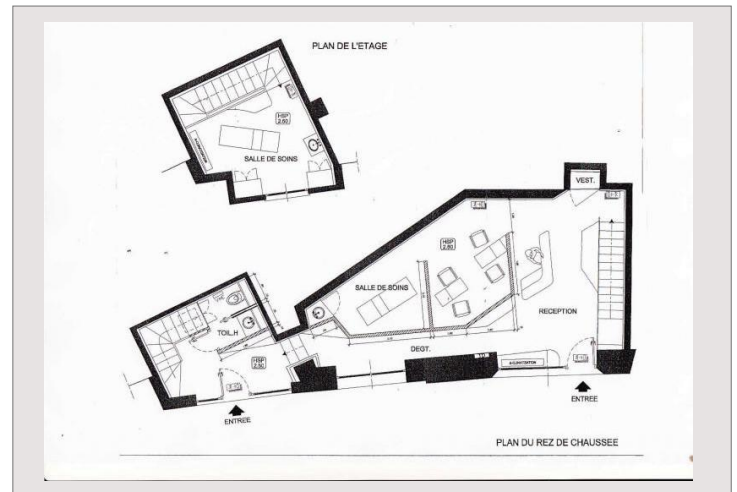 PLAN DE L'ETAGE
HSP
2.50
SALLE DE SOINS
VEST.
HSP
2.60
SALLE DE SOINS
RECEPTION
TOIL.H
DEGT.
HSP
2.50
ENTREE
ENTREE
PLAN DU REZ DE CHAUSSEE